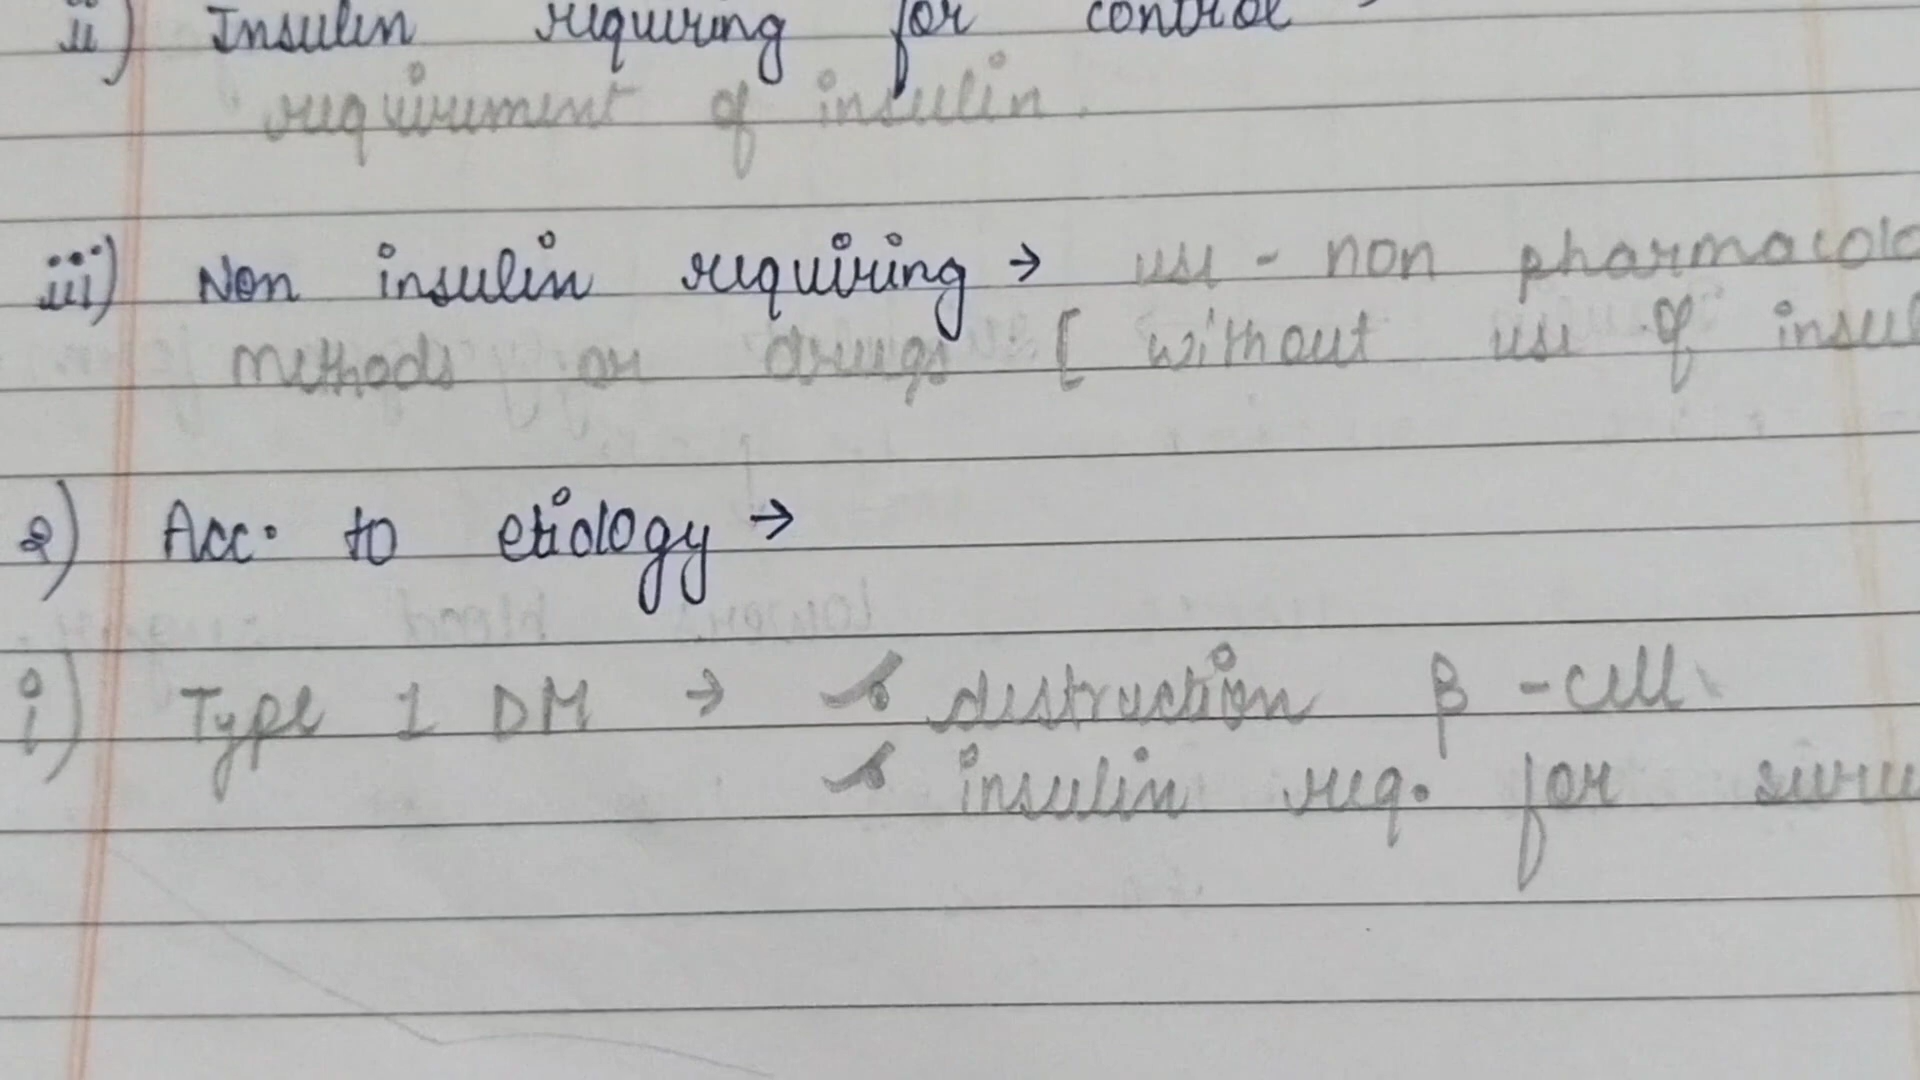 ii) Insulin requiring for control
requirement of insulin.
iii) Non insulin requiring → use - non pharmacolo
methods or drugs [ without use of insul
2) Acc. to etiology →
i) Type 1 DM → destruction β - cell
insulin req. for surv